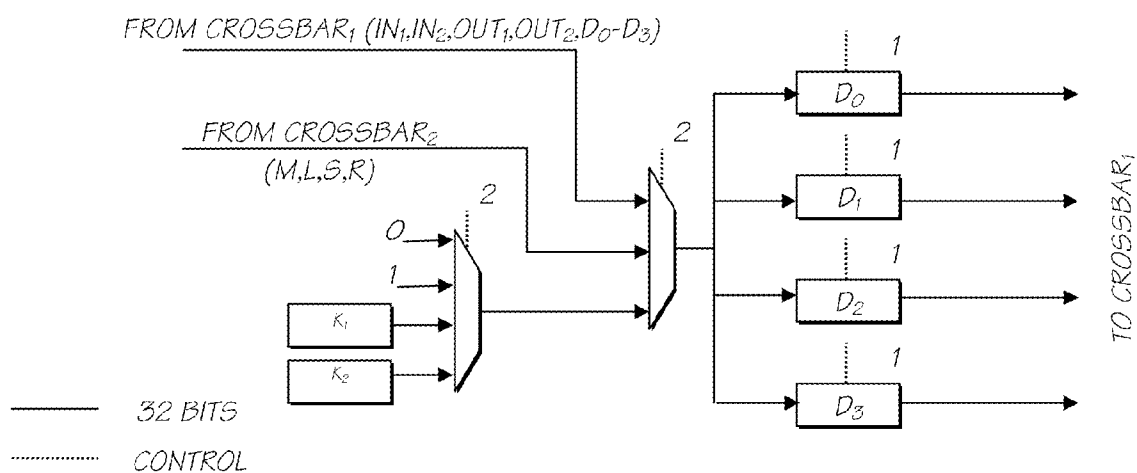 FROM CROSSBAR₁ (IN₁,IN₂,OUT₁,OUT₂,D₀-D₃)
FROM CROSSBAR₂
(M,L,S,R)
2
0
1
K₁
K₂
2
1
D₀
1
D₁
1
D₂
1
D₃
TO CROSSBAR₁
32 BITS
CONTROL